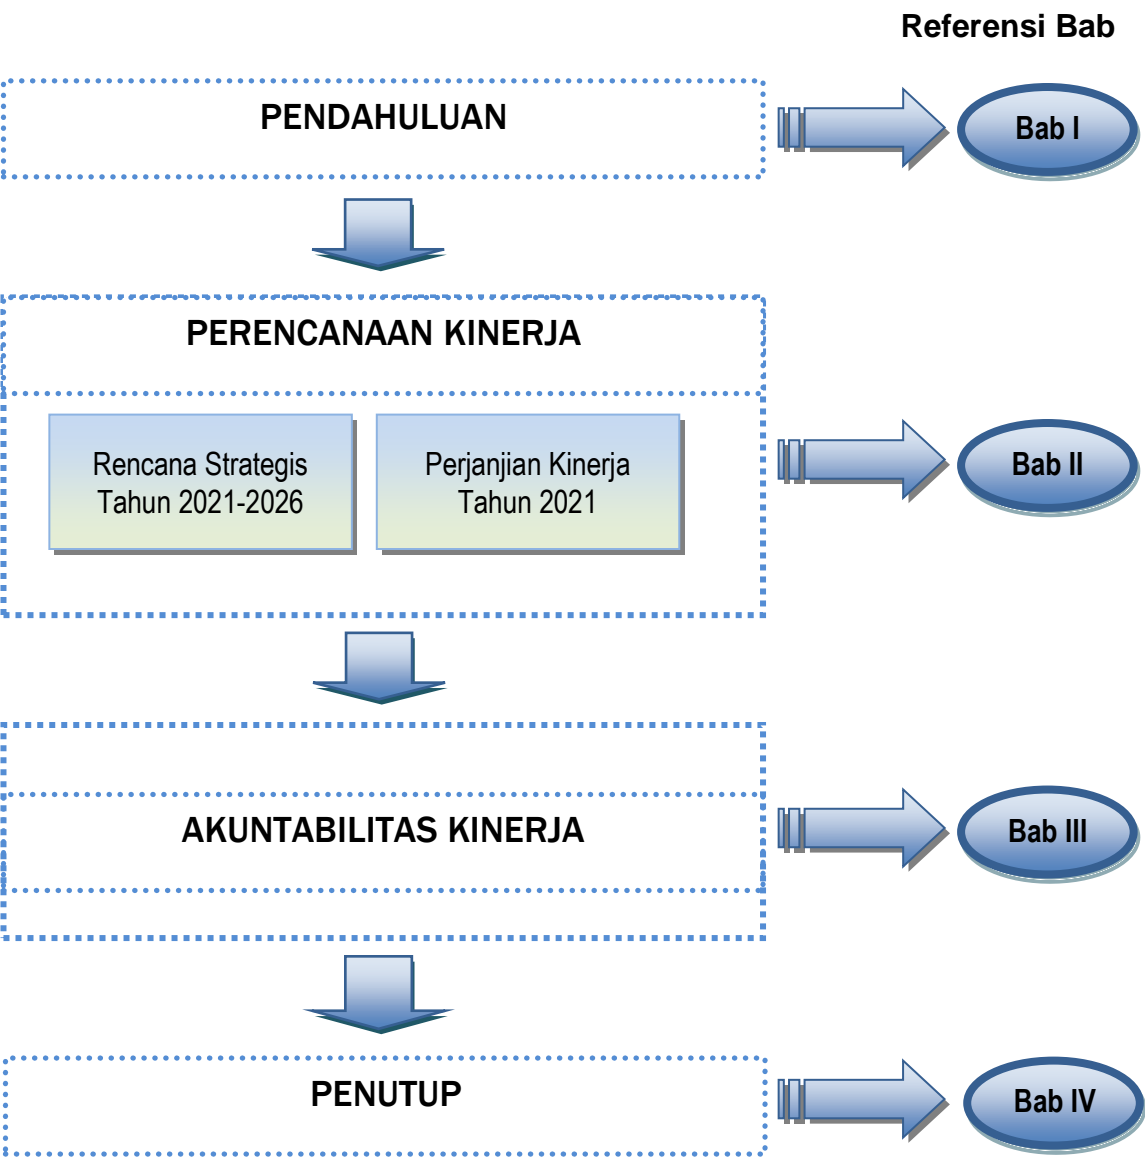 Referensi Bab
PENDAHULUAN
Bab I
PERENCANAAN KINERJA
Rencana Strategis
Tahun 2021-2026
Perjanjian Kinerja
Tahun 2021
Bab II
AKUNTABILITAS KINERJA
Bab III
PENUTUP
Bab IV